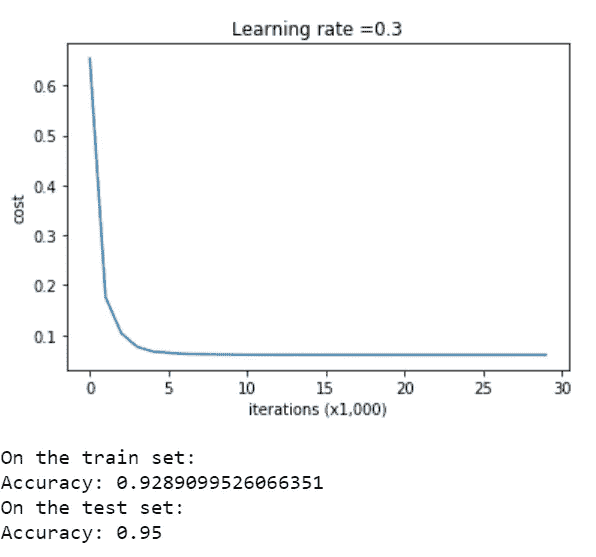 Learning rate =0.3
0.6
0.5
0.4
0.3
0.2
0.1
cost
0 5 10 15 20 25 30
iterations (x1,000)
On the train set:
Accuracy: 0.9289099526066351
On the test set:
Accuracy: 0.95